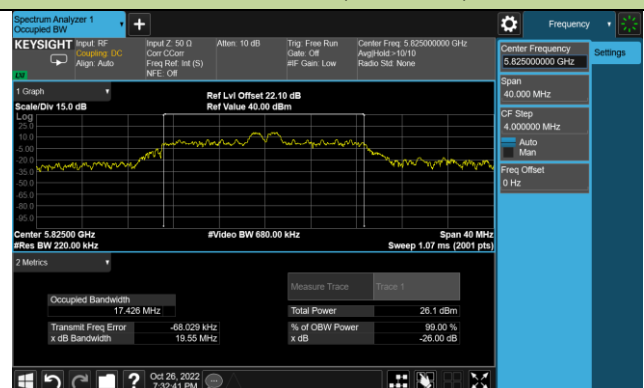 Spectrum Analyzer 1
Occupied BW
Frequency
KEYSIGHT
Input: RF
Coupling: DC
Align: Auto
Input Z: 50 Ω
Corr CCorr
Freq Ref: Int (S)
NFE: Off
Atten: 10 dB
Trig: Free Run
Gate: Off
#IF Gain: Low
Center Freq: 5.825000000 GHz
Avg|Hold:>10/10
Radio Std: None
Center Frequency
5.825000000 GHz
Settings
Span
40.000 MHz
CF Step
4.000000 MHz
Auto
Man
Freq Offset
0 Hz
1 Graph
Scale/Div 15.0 dB
Ref Lvl Offset 22.10 dB
Ref Value 40.00 dBm
Log
25.0
10.0
-5.00
-20.0
-35.0
-50.0
-65.0
-80.0
-95.0
Center 5.82500 GHz
#Video BW 680.00 kHz
Span 40 MHz
#Res BW 220.00 kHz
Sweep 1.07 ms (2001 pts)
2 Metrics
Measure Trace
Trace 1
Occupied Bandwidth
17.426 MHz
Total Power
26.1 dBm
Transmit Freq Error
-68.029 kHz
% of OBW Power
99.00 %
x dB Bandwidth
19.55 MHz
x dB
-26.00 dB
?
Oct 26, 2022
7:32:41 PM